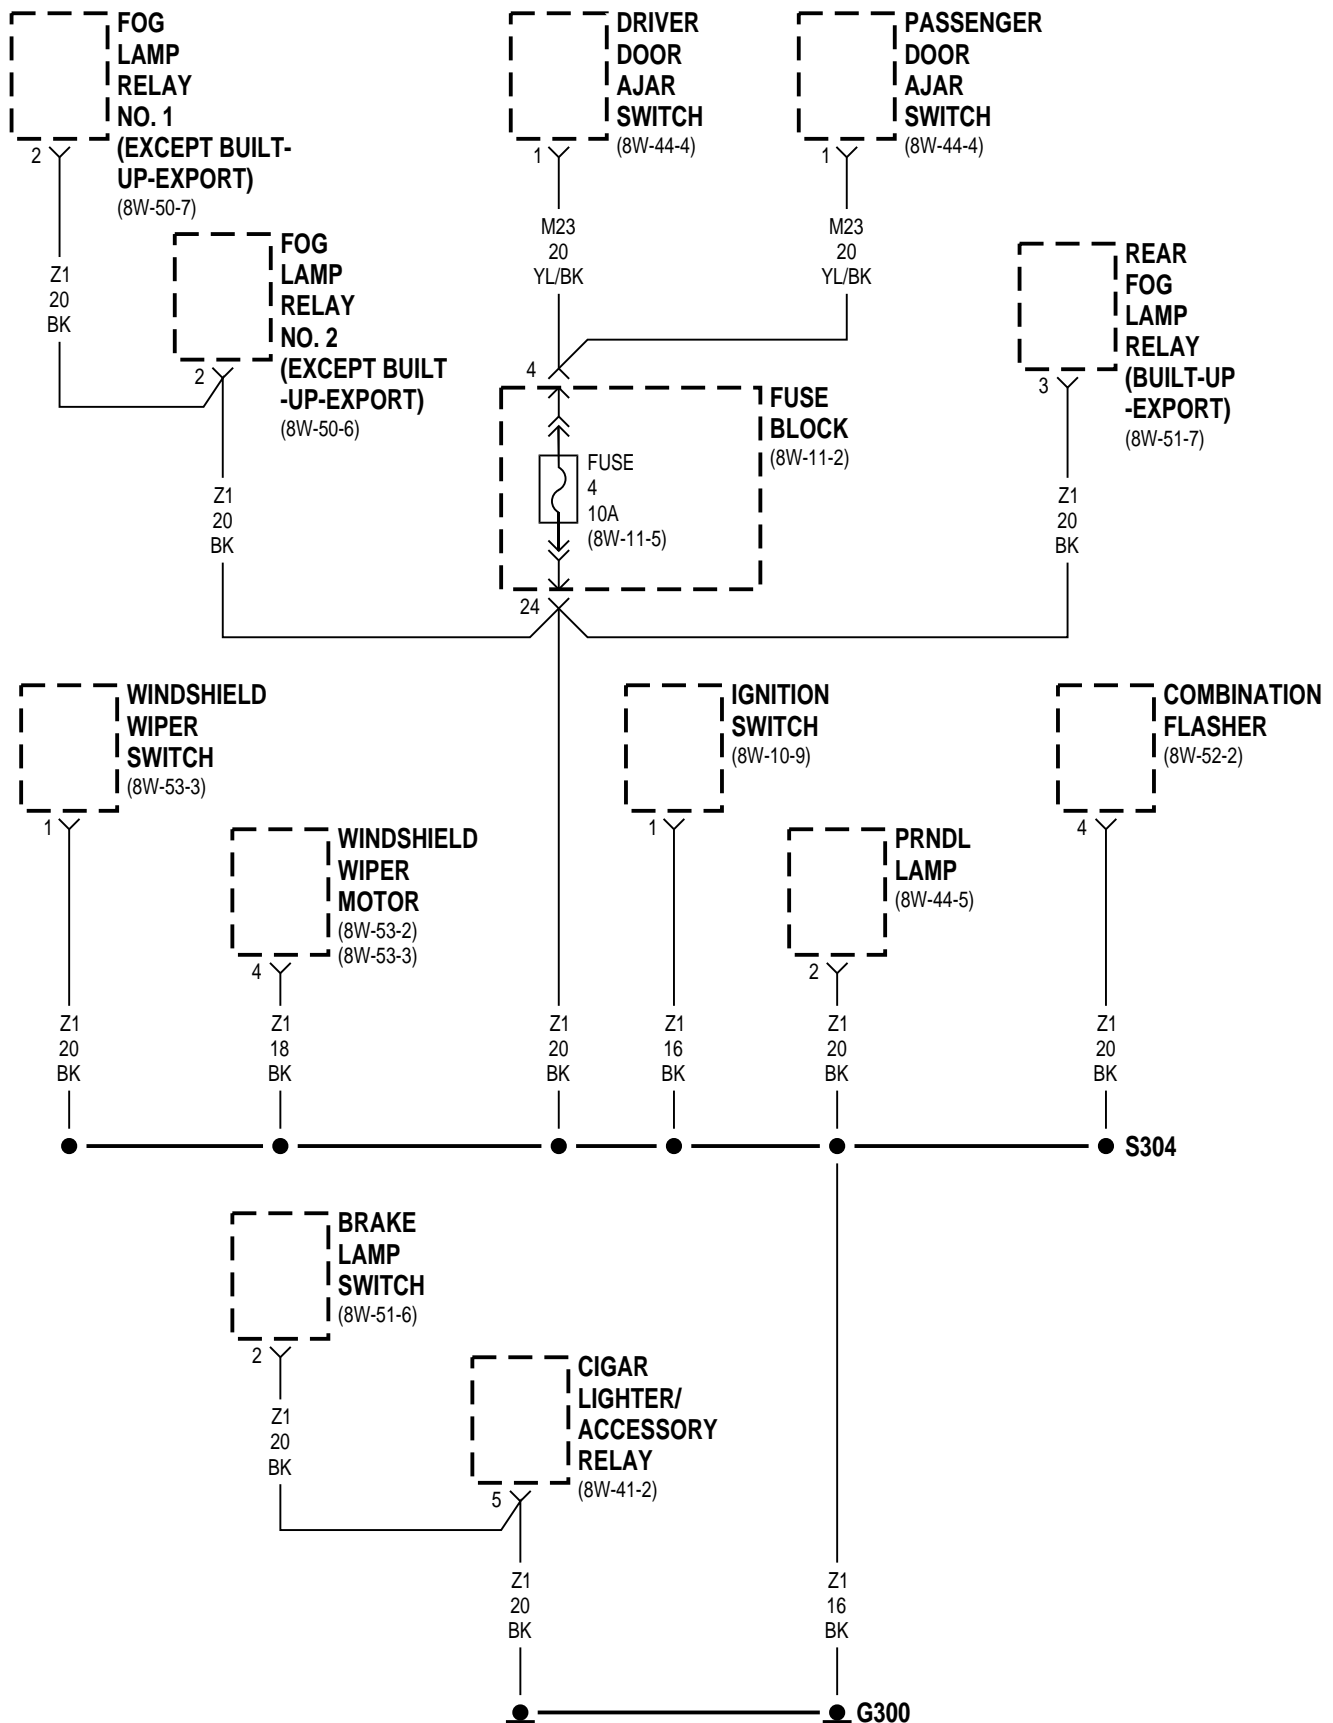 FOG
LAMP
RELAY
NO. 1
(EXCEPT BUILT-
UP-EXPORT)
(8W-50-7)
2
Z1
20
BK
FOG
LAMP
RELAY
NO. 2
(EXCEPT BUILT
-UP-EXPORT)
(8W-50-6)
2
Z1
20
BK
DRIVER
DOOR
AJAR
SWITCH
(8W-44-4)
1
M23
20
YL/BK
PASSENGER
DOOR
AJAR
SWITCH
(8W-44-4)
1
M23
20
YL/BK
4
FUSE
BLOCK
(8W-11-2)
FUSE
4
10A
(8W-11-5)
24
REAR
FOG
LAMP
RELAY
(BUILT-UP
-EXPORT)
(8W-51-7)
3
Z1
20
BK
WINDSHIELD
WIPER
SWITCH
(8W-53-3)
1
Z1
20
BK
WINDSHIELD
WIPER
MOTOR
(8W-53-2)
(8W-53-3)
4
Z1
18
BK
Z1
20
BK
IGNITION
SWITCH
(8W-10-9)
1
Z1
16
BK
PRNDL
LAMP
(8W-44-5)
2
Z1
20
BK
COMBINATION
FLASHER
(8W-52-2)
4
Z1
20
BK
S304
BRAKE
LAMP
SWITCH
(8W-51-6)
2
Z1
20
BK
CIGAR
LIGHTER/
ACCESSORY
RELAY
(8W-41-2)
5
Z1
20
BK
Z1
16
BK
G300